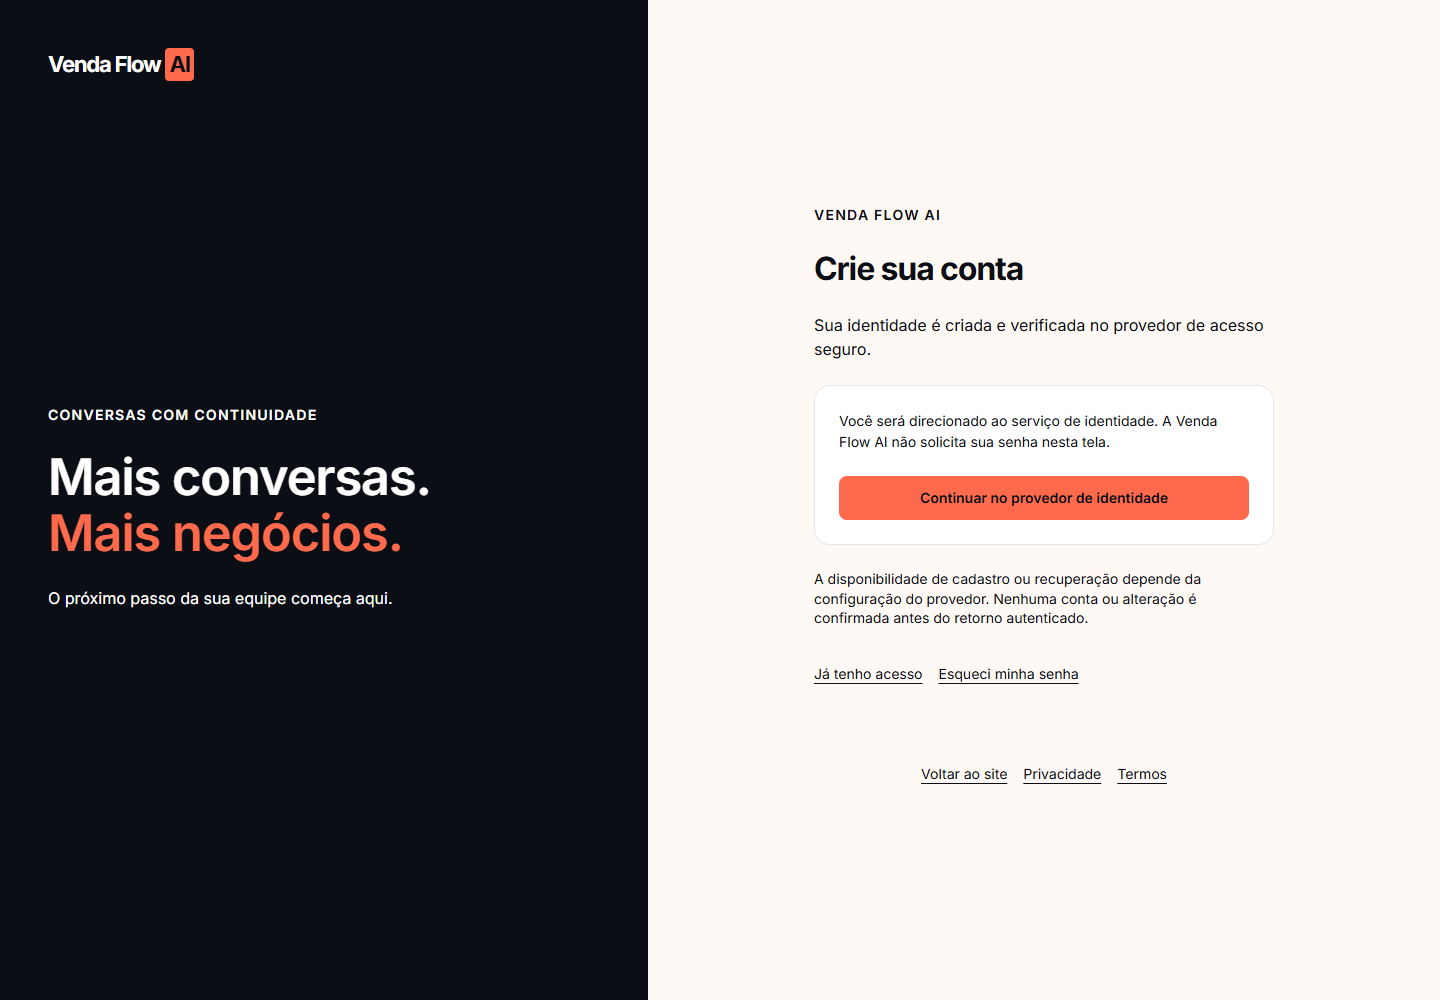 Venda Flow AI
CONVERSAS COM CONTINUIDADE
Mais conversas.
Mais negócios.
O próximo passo da sua equipe começa aqui.
VENDA FLOW AI
Crie sua conta
Sua identidade é criada e verificada no provedor de acesso
seguro.
Você será direcionado ao serviço de identidade. A Venda
Flow AI não solicita sua senha nesta tela.
Continuar no provedor de identidade
A disponibilidade de cadastro ou recuperação depende da
configuração do provedor. Nenhuma conta ou alteração é
confirmada antes do retorno autenticado.
Já tenho acesso Esqueci minha senha
Voltar ao site Privacidade Termos